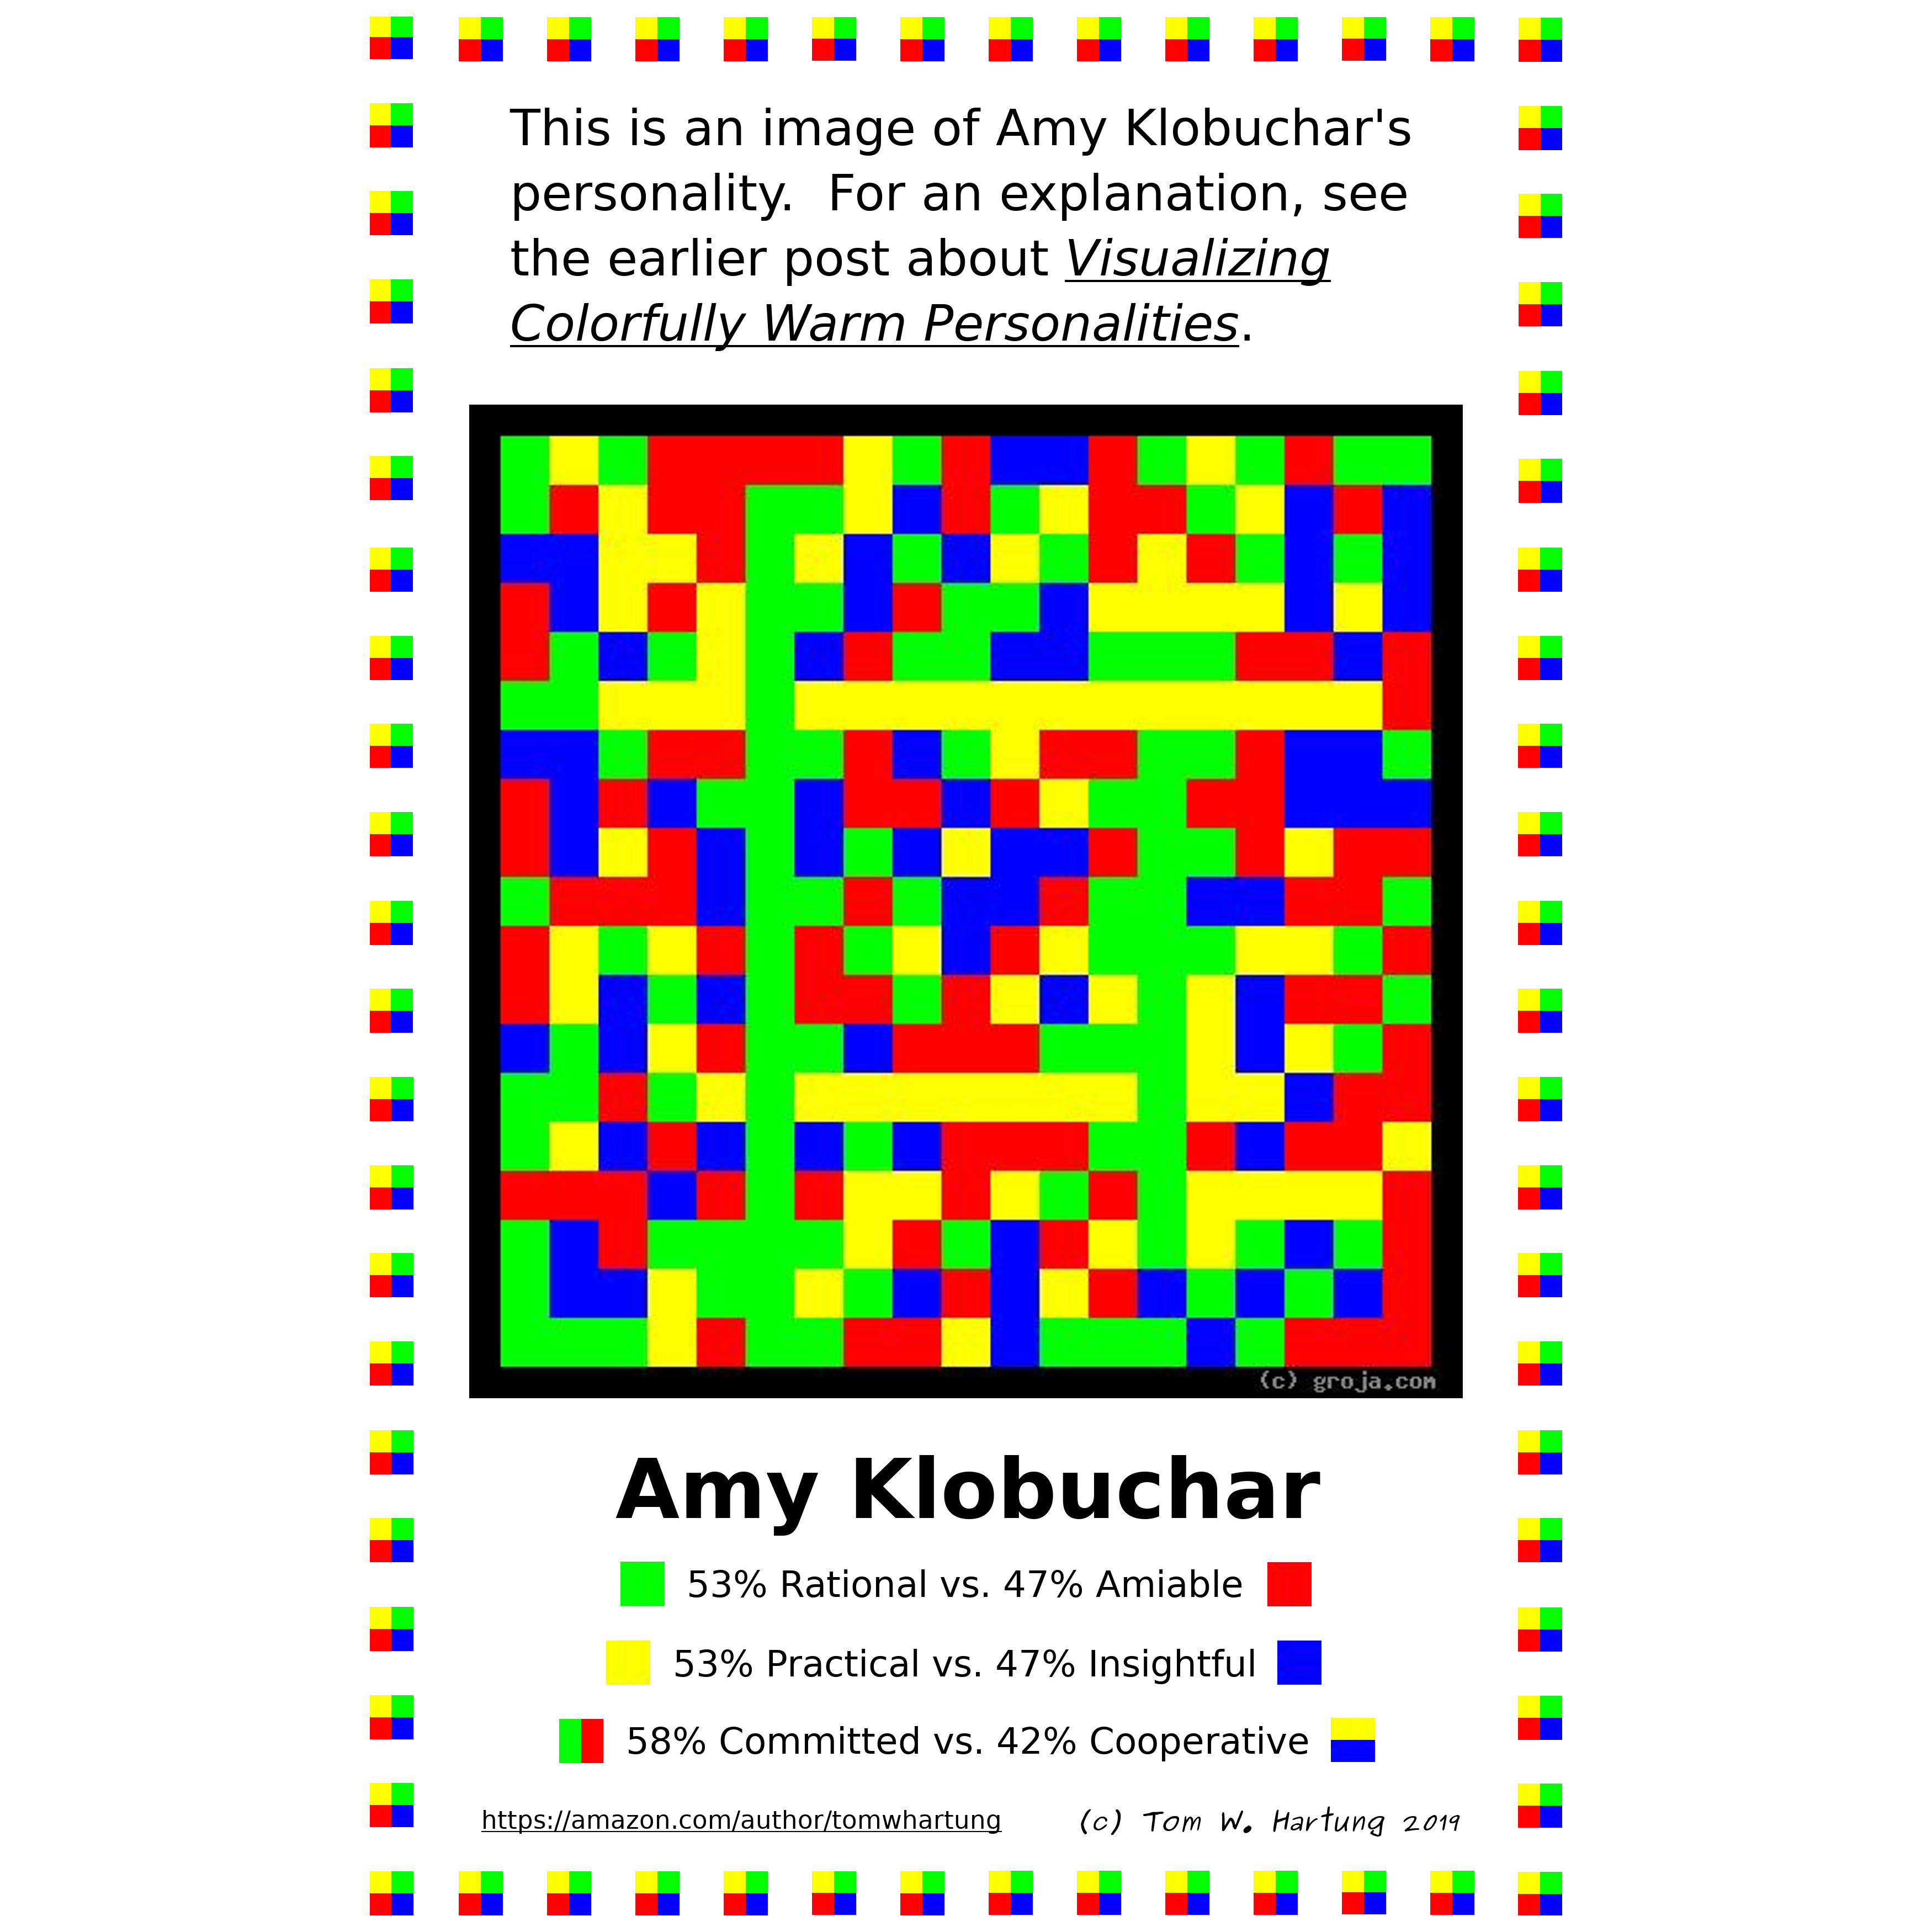 This is an image of Amy Klobuchar's
personality.  For an explanation, see
the earlier post about Visualizing
Colorfully Warm Personalities.
(c) groja.com
Amy Klobuchar
53% Rational vs. 47% Amiable
53% Practical vs. 47% Insightful
58% Committed vs. 42% Cooperative
https://amazon.com/author/tomwhartung (c) Tom W. Hartung 2019